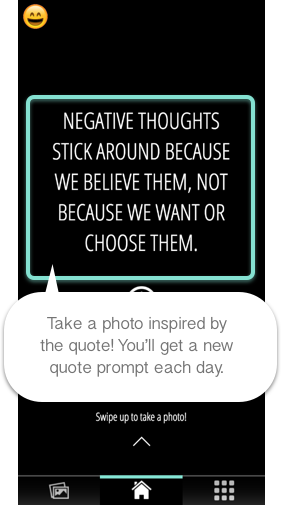 NEGATIVE THOUGHTS
STICK AROUND BECAUSE
WE BELIEVE THEM, NOT
BECAUSE WE WANT OR
CHOOSE THEM.
Take a photo inspired by
the quote! You'll get a new
quote prompt each day.
Swipe up to take a photo!